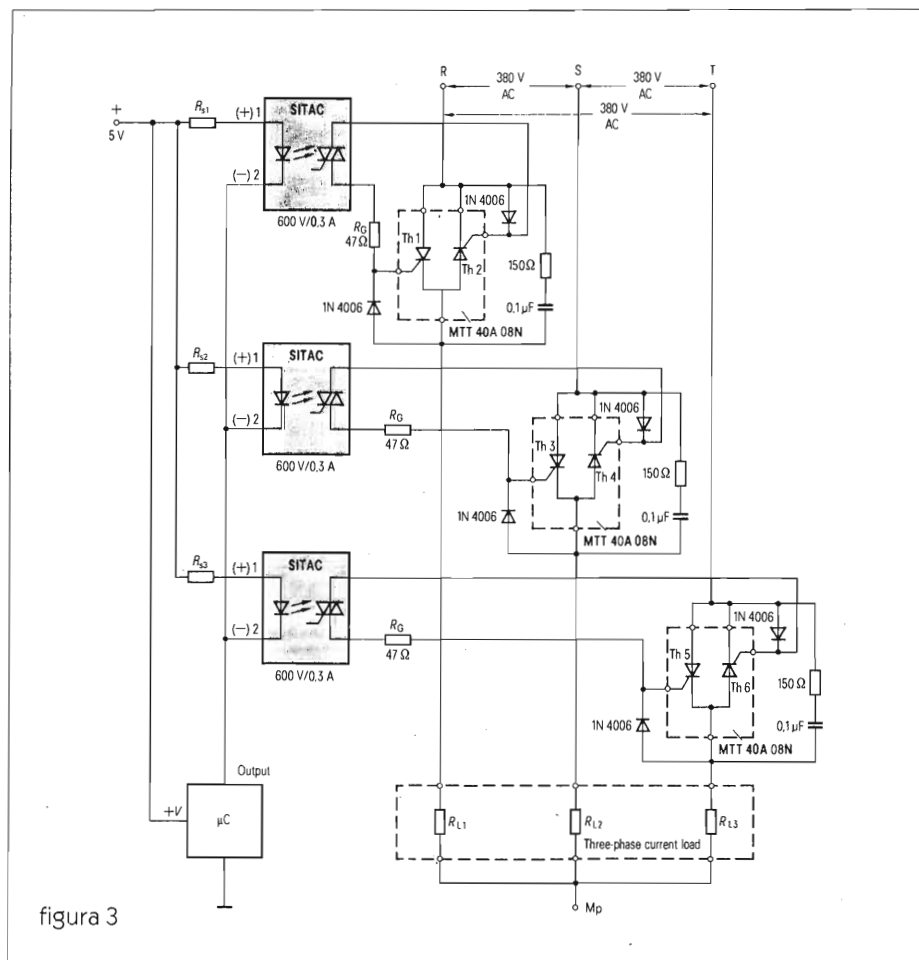 R
S
T
380 V
AC
380 V
AC
380 V
AC
+
5 V
Rs1
(+) 1
(–) 2
SITAC
600 V/0,3 A
RG
47 Ω
1N 4006
Th 1
Th 2
1N 4006
150 Ω
0,1 µF
MTT 40A 08N
Rs2
(+) 1
(–) 2
SITAC
600 V/0,3 A
RG
47 Ω
1N 4006
Th 3
Th 4
1N 4006
150 Ω
0,1 µF
MTT 40A 08N
Rs3
(+) 1
(–) 2
SITAC
600 V/0,3 A
RG
47 Ω
1N 4006
Th 5
Th 6
1N 4006
150 Ω
0,1 µF
MTT 40A 08N
Output
+V
µC
RL1
RL2
RL3
Three-phase current load
Mp
figura 3